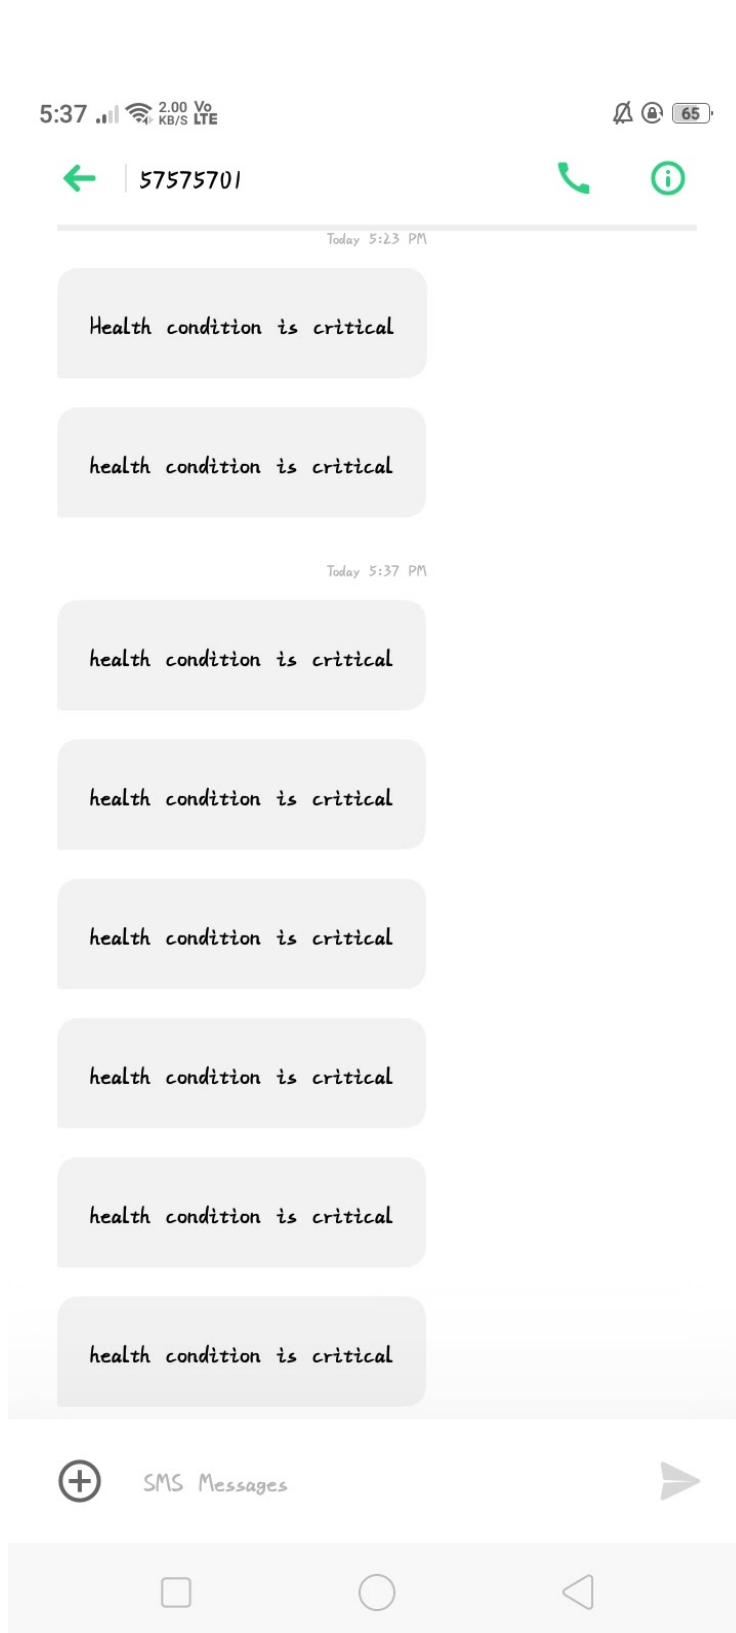 5:37 2.00 KB/S Vo LTE 65
57575701
Today 5:23 PM
Health condition is critical
health condition is critical
Today 5:37 PM
health condition is critical
health condition is critical
health condition is critical
health condition is critical
health condition is critical
health condition is critical
SMS Messages